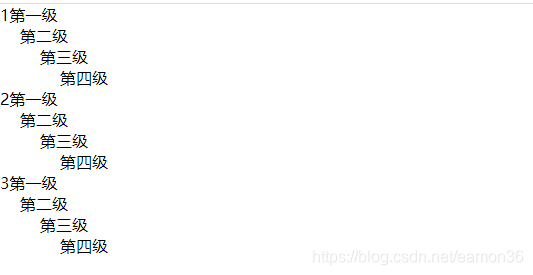 1第一级
第二级
第三级
第四级
2第一级
第二级
第三级
第四级
3第一级
第二级
第三级
第四级
https://blog.csdn.net/eamon36